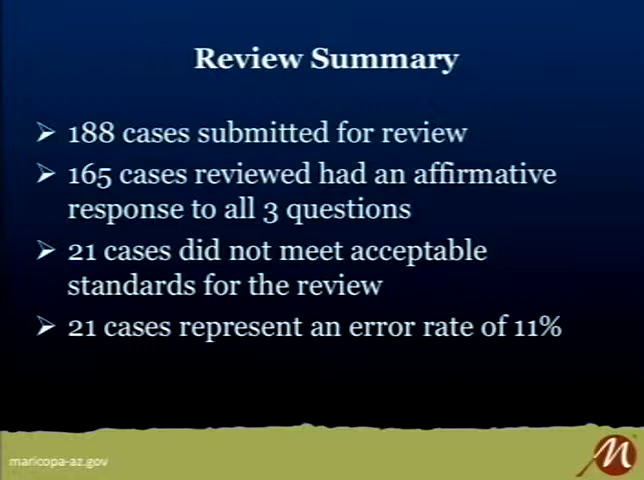 Review Summary
➢ 188 cases submitted for review
➢ 165 cases reviewed had an affirmative
response to all 3 questions
➢ 21 cases did not meet acceptable
standards for the review
➢ 21 cases represent an error rate of 11%
maricopa-az.gov
M